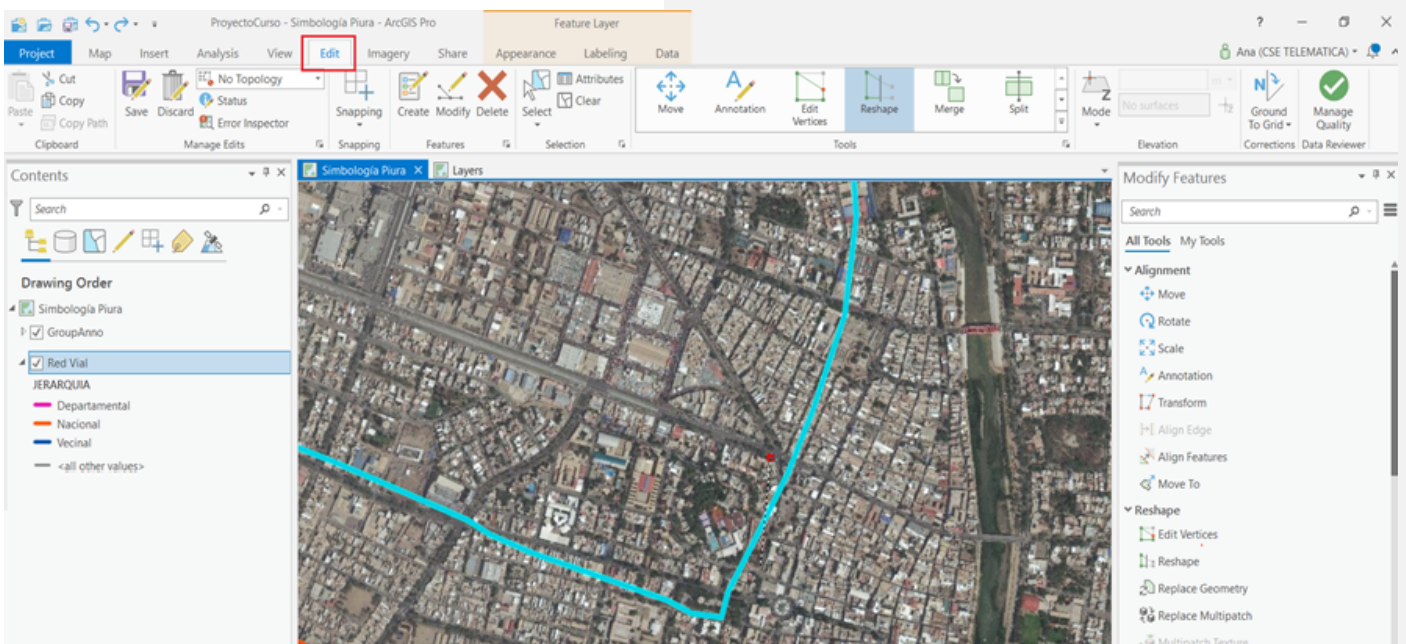 ProyectoCurso - Simbología Piura - ArcGIS Pro
Feature Layer
?
Project Map Insert Analysis View Edit Imagery Share Appearance Labeling Data
Ana (CSE TELEMATICA)
Paste
Cut
Copy
Copy Path
Clipboard
Save
Discard
No Topology
Status
Error Inspector
Manage Edits
Snapping
Snapping
Create
Modify
Delete
Features
Select
Attributes
Clear
Selection
Move
Annotation
Edit
Vertices
Reshape
Merge
Split
Tools
Mode
Z
No surfaces
Elevation
Ground
To Grid
Corrections
Manage
Quality
Data Reviewer
Contents
Search
Drawing Order
Simbología Piura
GroupAnno
Red Vial
JERARQUIA
Departamental
Nacional
Vecinal
<all other values>
Simbología Piura
Layers
Modify Features
Search
All Tools My Tools
Alignment
Move
Rotate
Scale
Annotation
Transform
Align Edge
Align Features
Move To
Reshape
Edit Vertices
Reshape
Replace Geometry
Replace Multipatch
Multipatch Texture